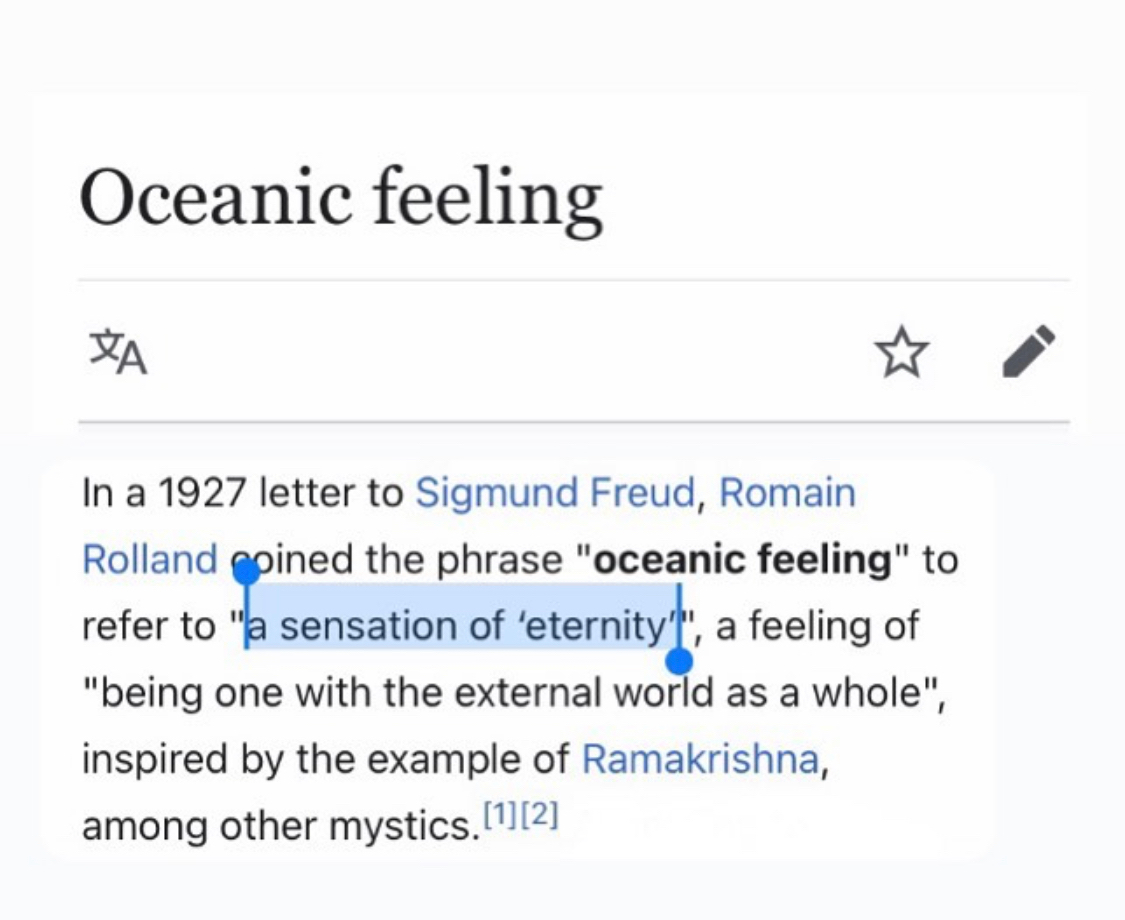 Oceanic feeling
In a 1927 letter to Sigmund Freud, Romain
Rolland coined the phrase "oceanic feeling" to
refer to "a sensation of ‘eternity’", a feeling of
"being one with the external world as a whole",
inspired by the example of Ramakrishna,
among other mystics.[1][2]